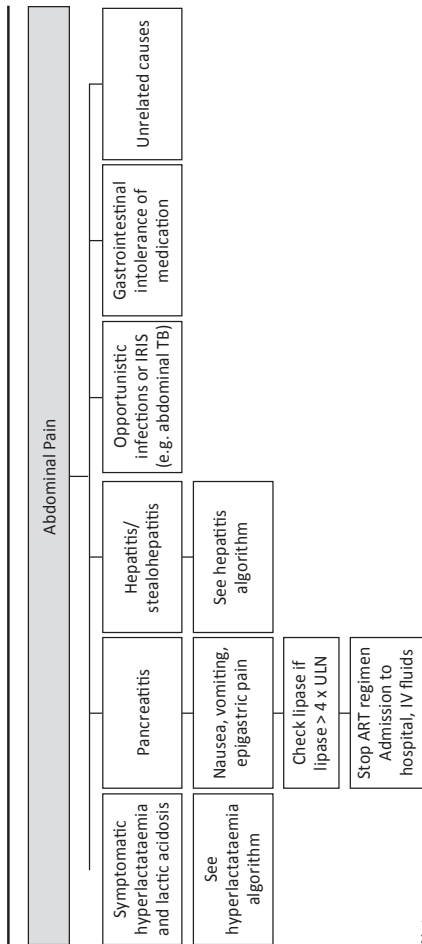 Abdominal Pain
Symptomatic
hyperlactataemia
and lactic acidosis
See
hyperlactataemia
algorithm
Pancreatitis
Nausea, vomiting,
epigastric pain
Check lipase if
lipase > 4 x ULN
Stop ART regimen
Admission to
hospital, IV fluids
Hepatitis/
stealohepatitis
See hepatitis
algorithm
Opportunistic
infections or IRIS
(e.g. abdominal TB)
Gastrointestinal
intolerance of
medication
Unrelated causes